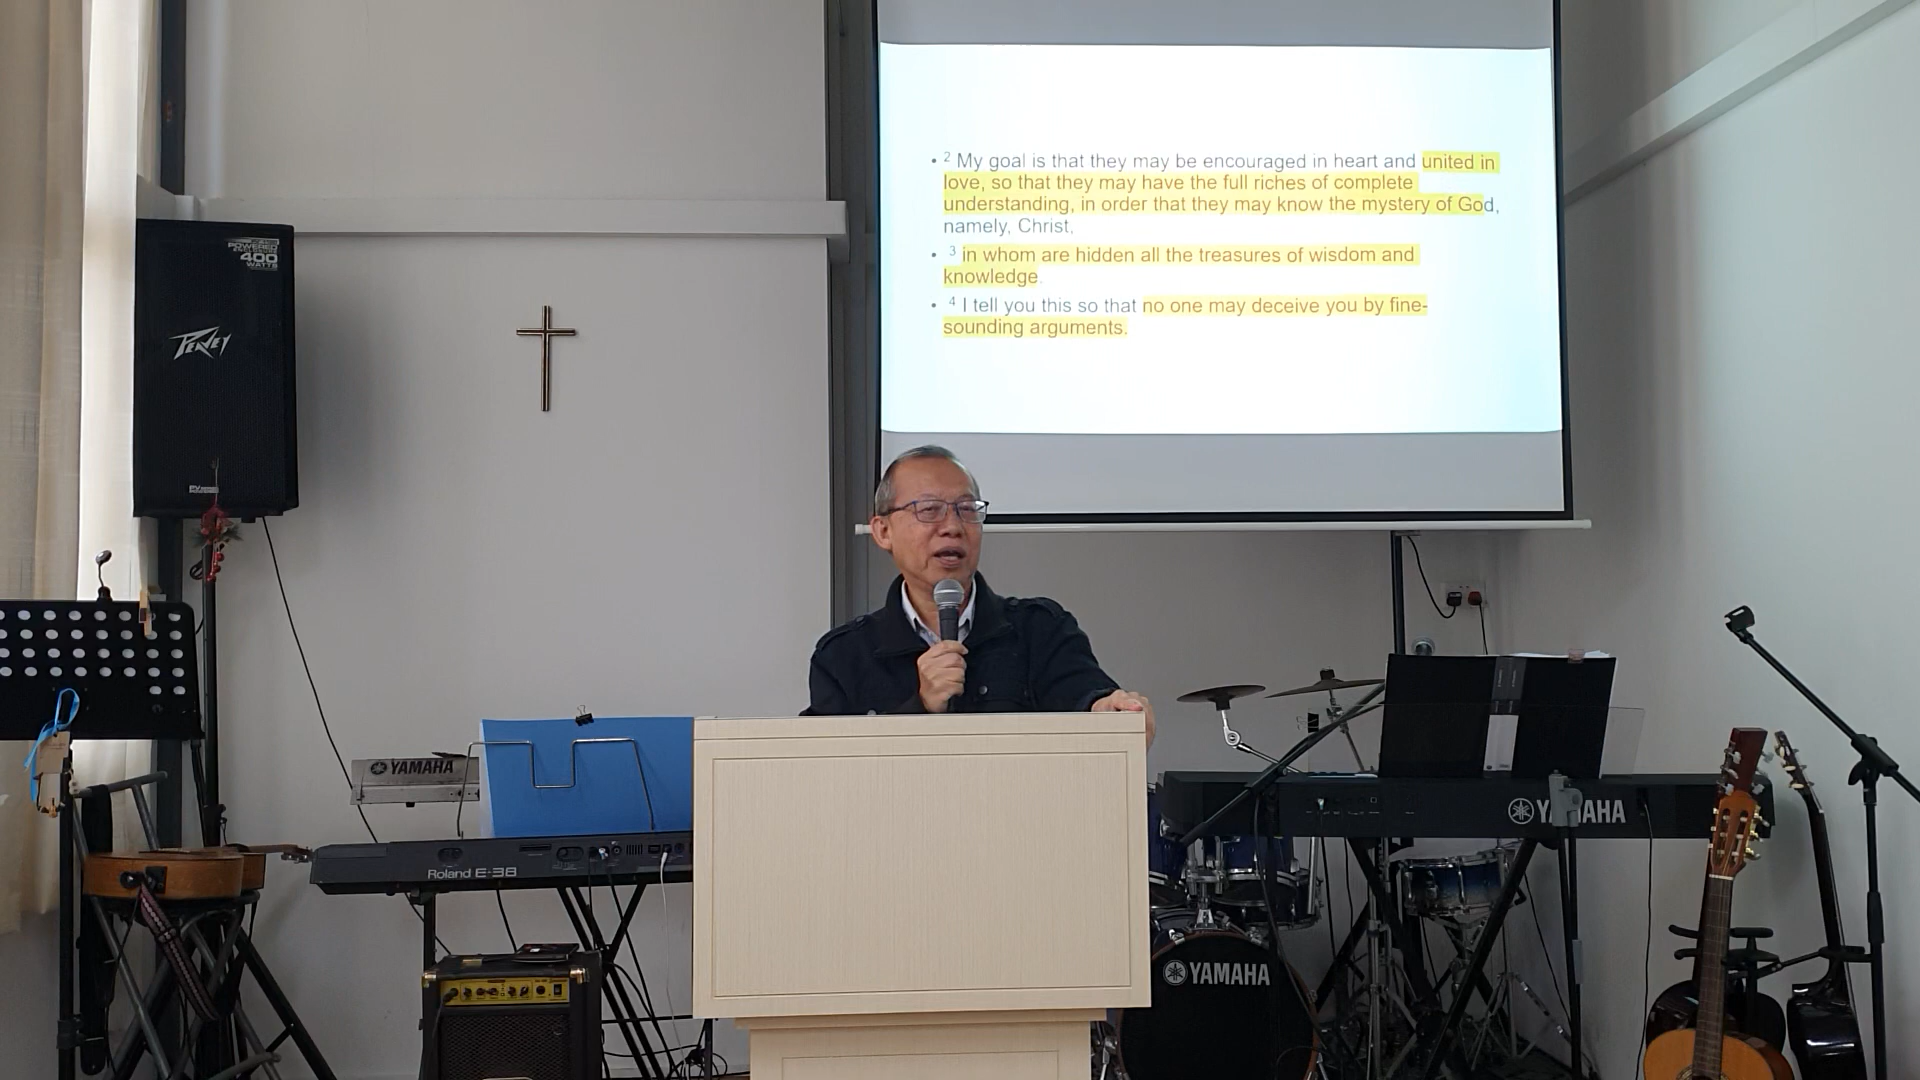 • 2 My goal is that they may be encouraged in heart and united in
love, so that they may have the full riches of complete
understanding, in order that they may know the mystery of God,
namely, Christ,
• 3 in whom are hidden all the treasures of wisdom and
knowledge.
• 4 I tell you this so that no one may deceive you by fine-
sounding arguments.
POWERED
400
WATTS
PEAVEY
YAMAHA
Roland E-38
YAMAHA
YAMAHA